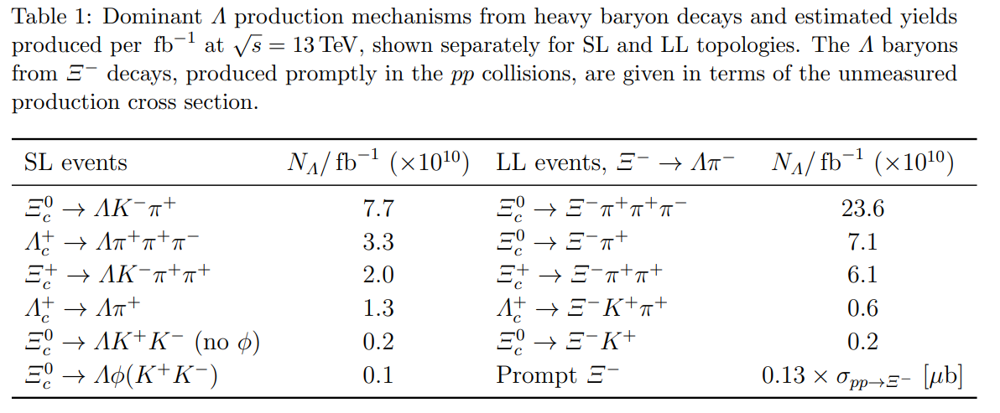 Table 1: Dominant Λ production mechanisms from heavy baryon decays and estimated yields
produced per fb⁻¹ at √s = 13 TeV, shown separately for SL and LL topologies. The Λ baryons
from Ξ⁻ decays, produced promptly in the pp collisions, are given in terms of the unmeasured
production cross section.
SL events N_Λ/ fb⁻¹ (×10¹⁰) LL events, Ξ⁻ → Λπ⁻ N_Λ/ fb⁻¹ (×10¹⁰)
Ξ_c⁰ → ΛK⁻π⁺ 7.7 Ξ_c⁰ → Ξ⁻π⁺π⁺π⁻ 23.6
Λ_c⁺ → Λπ⁺π⁺π⁻ 3.3 Ξ_c⁰ → Ξ⁻π⁺ 7.1
Ξ_c⁺ → ΛK⁻π⁺π⁺ 2.0 Ξ_c⁺ → Ξ⁻π⁺π⁺ 6.1
Λ_c⁺ → Λπ⁺ 1.3 Λ_c⁺ → Ξ⁻K⁺π⁺ 0.6
Ξ_c⁰ → ΛK⁺K⁻ (no ϕ) 0.2 Ξ_c⁰ → Ξ⁻K⁺ 0.2
Ξ_c⁰ → Λϕ(K⁺K⁻) 0.1 Prompt Ξ⁻ 0.13 × σ_pp→Ξ⁻ [μb]